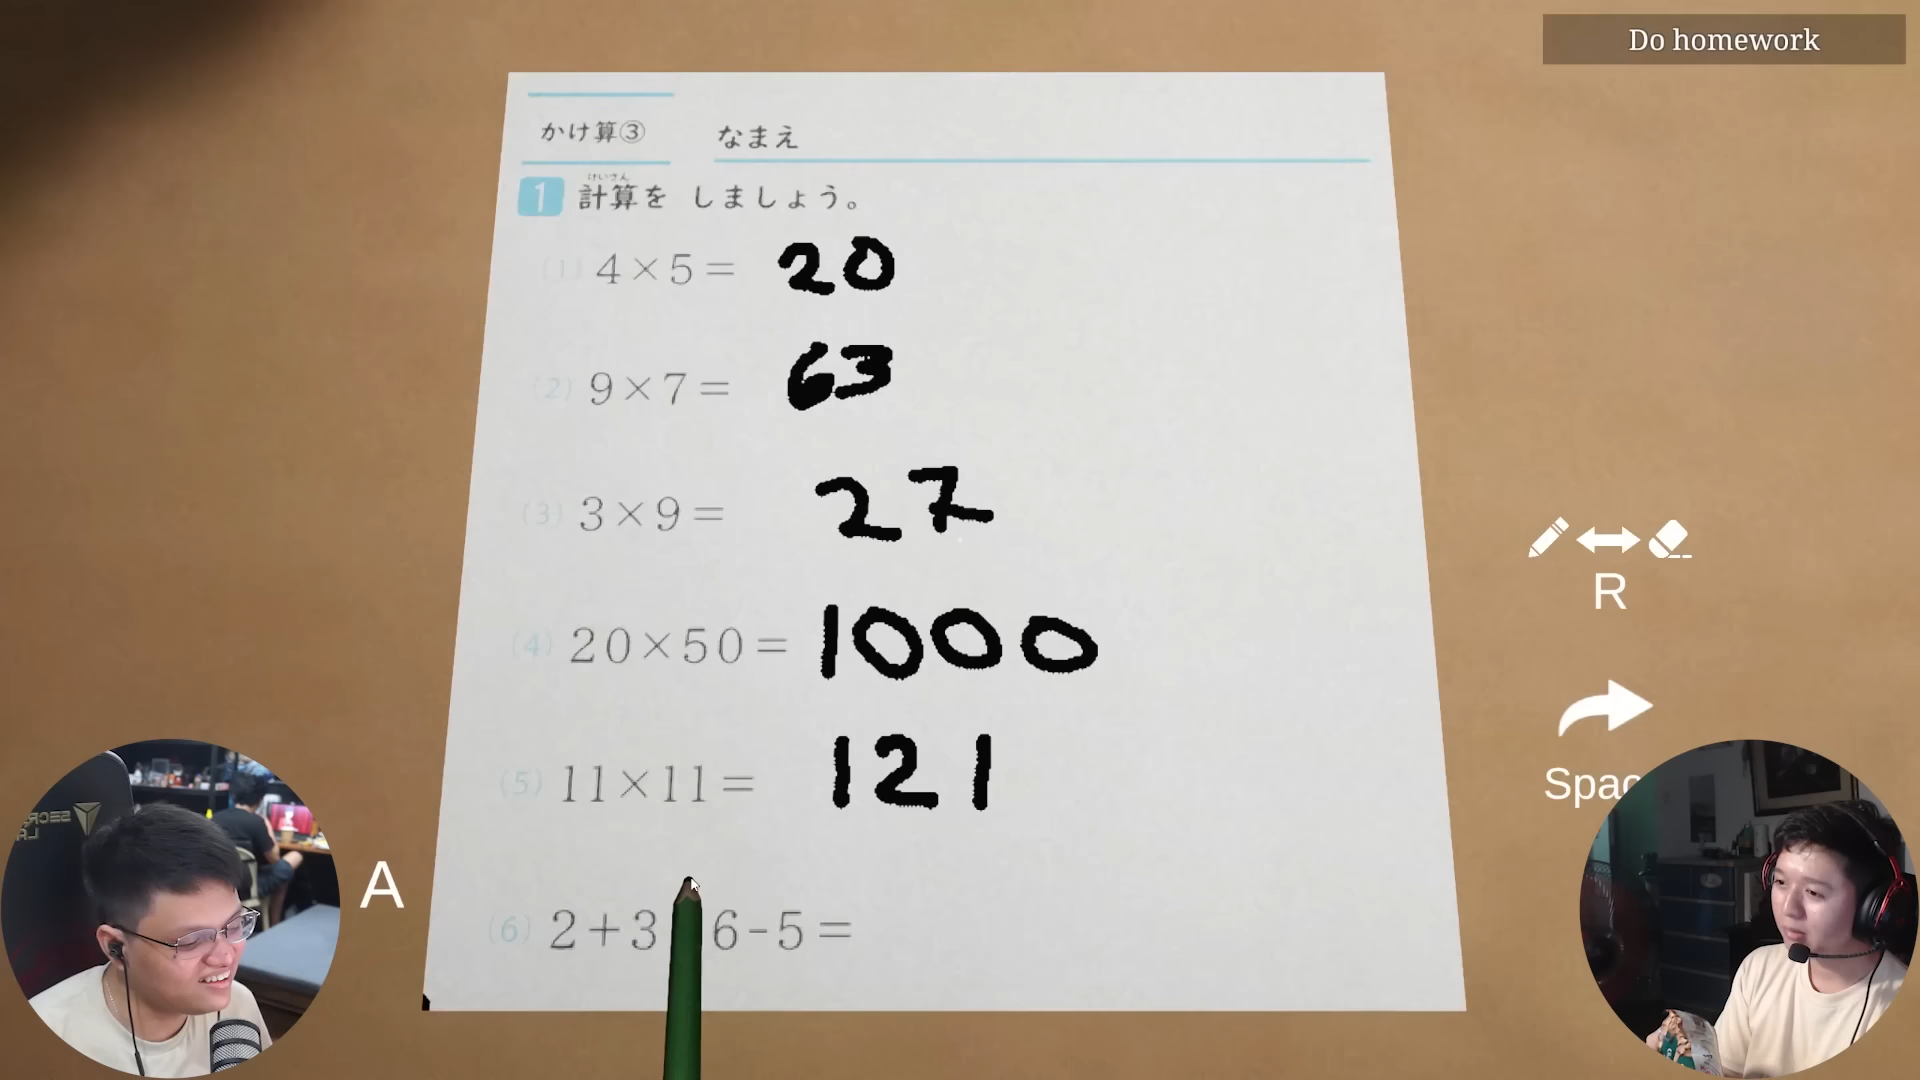 Do homework
かけ算③ なまえ
1 計算を しましょう。
けいさん
(1) 4×5= 20
(2) 9×7= 63
(3) 3×9= 27
(4) 20×50= 1000
(5) 11×11= 121
(6) 2+3 6-5=
R
Spac
A